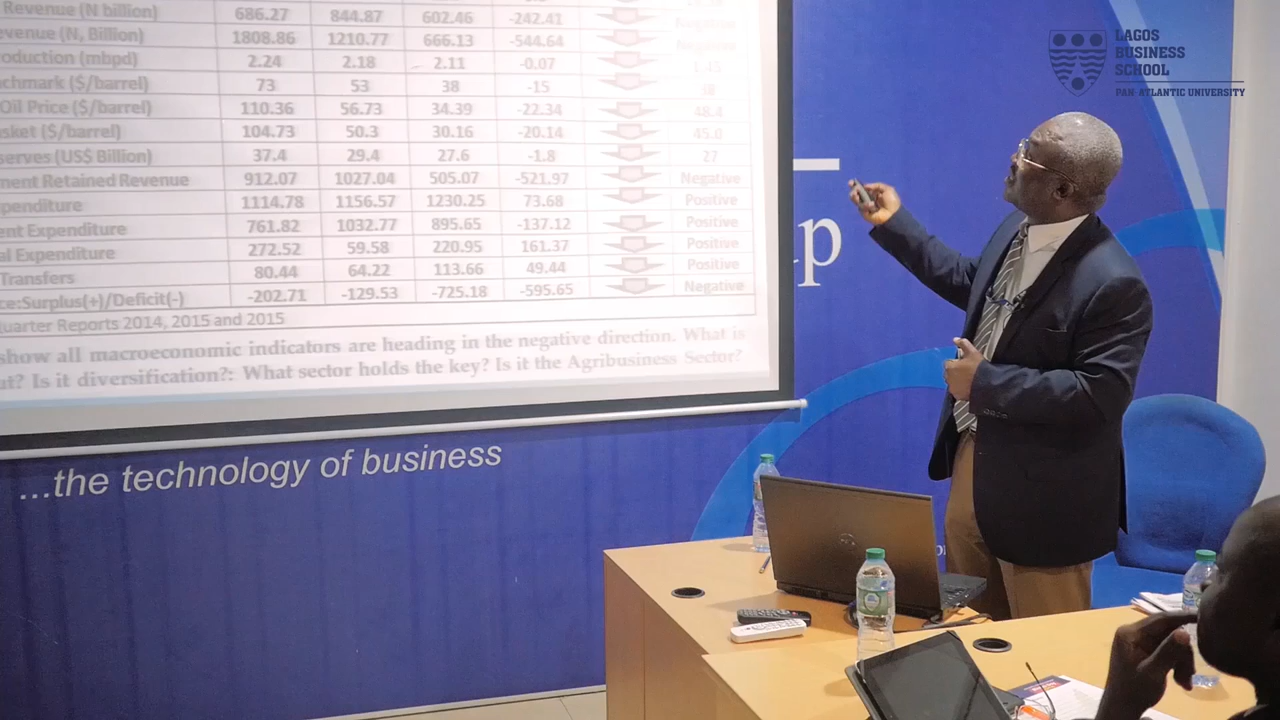 Revenue (N billion) 686.27 844.87 602.46 -242.41 Negative
evenue (N, Billion) 1808.86 1210.77 666.13 -544.64
oduction (mbpd) 2.24 2.18 2.11 -0.07
nchmark ($/barrel) 73 53 38 -15
Oil Price ($/barrel) 110.36 56.73 34.39 -22.34 48.4
sket ($/barrel) 104.73 50.3 30.16 -20.14 45.0
serves (US$ Billion) 37.4 29.4 27.6 -1.8 27
ment Retained Revenue 912.07 1027.04 505.07 -521.97 Negative
penditure 1114.78 1156.57 1230.25 73.68 Positive
ent Expenditure 761.82 1032.77 895.65 -137.12 Positive
al Expenditure 272.52 59.58 220.95 161.37 Positive
Transfers 80.44 64.22 113.66 49.44 Positive
ce:Surplus(+)/Deficit(-) -202.71 -129.53 -725.18 -595.65 Negative
uarter Reports 2014, 2015 and 2015
show all macroeconomic indicators are heading in the negative direction. What is
ut? Is it diversification?: What sector holds the key? Is it the Agribusiness Sector?
...the technology of business
up
LAGOS
BUSINESS
SCHOOL
PAN-ATLANTIC UNIVERSITY